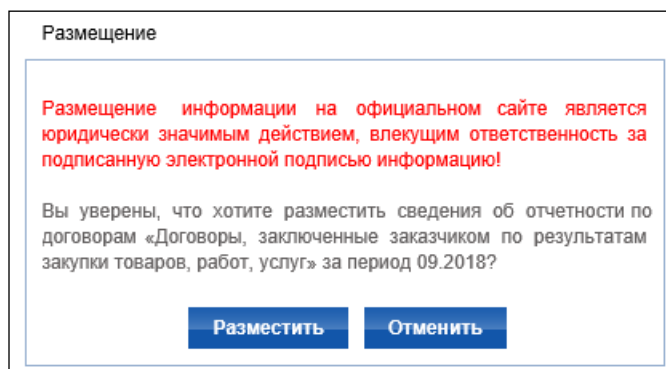 Размещение
Размещение информации на официальном сайте является
юридически значимым действием, влекущим ответственность за
подписанную электронной подписью информацию!
Вы уверены, что хотите разместить сведения об отчетности по
договорам «Договоры, заключенные заказчиком по результатам
закупки товаров, работ, услуг» за период 09.2018?
Разместить Отменить